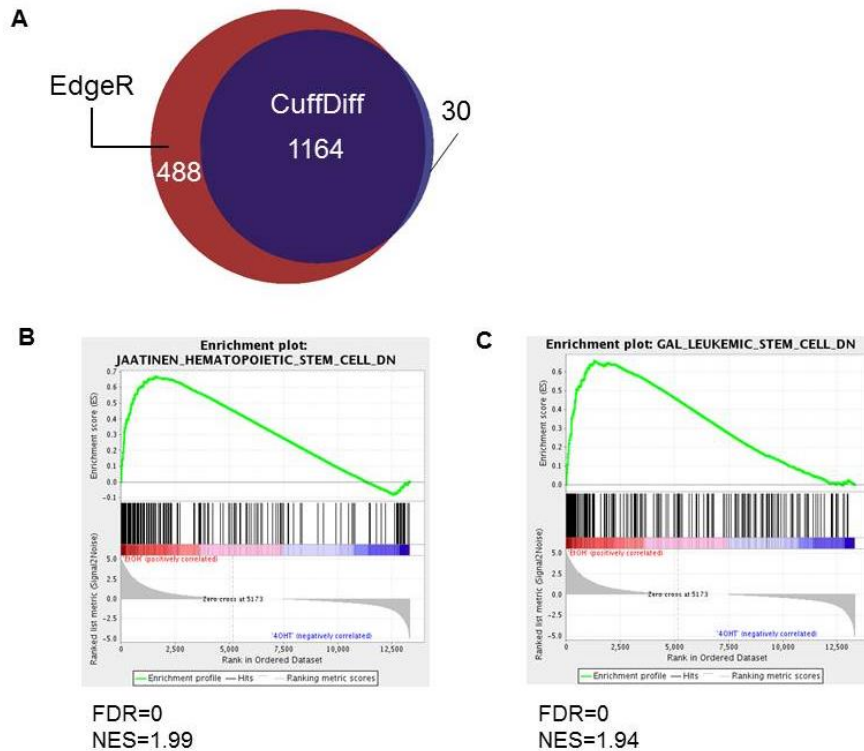 A
EdgeR
CuffDiff
30
1164
488
B
Enrichment plot:
JAATINEN_HEMATOPOIETIC_STEM_CELL_DN
Enrichment score (ES)
0.7
0.6
0.5
0.4
0.3
0.2
0.1
0.0
-0.1
'EtOH' (positively correlated)
Ranked list metric (Signal2Noise)
5.0
2.5
0.0
-2.5
-5.0
Zero cross at 5173
'4OHT' (negatively correlated)
0 2,500 5,000 7,500 10,000 12,500
Rank in Ordered Dataset
Enrichment profile Hits Ranking metric scores
FDR=0
NES=1.99
C
Enrichment plot: GAL_LEUKEMIC_STEM_CELL_DN
Enrichment score (ES)
0.6
0.5
0.4
0.3
0.2
0.1
0.0
'EtOH' (positively correlated)
Ranked list metric (Signal2Noise)
5.0
2.5
0.0
-2.5
-5.0
Zero cross at 5173
'4OHT' (negatively correlated)
0 2,500 5,000 7,500 10,000 12,500
Rank in Ordered Dataset
Enrichment profile Hits Ranking metric scores
FDR=0
NES=1.94